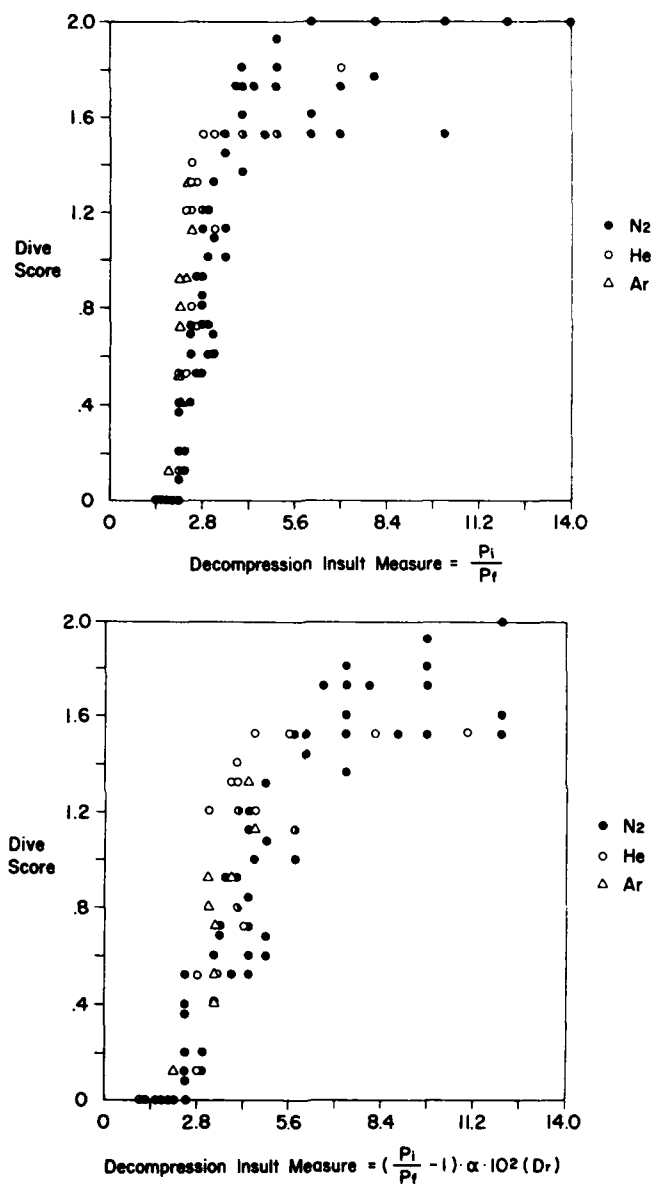 2.0
1.6
1.2
.8
.4
0
Dive
Score
● N2
○ He
△ Ar
0 2.8 5.6 8.4 11.2 14.0
Decompression Insult Measure = Pi/Pf
2.0
1.6
1.2
.8
.4
0
Dive
Score
● N2
○ He
△ Ar
0 2.8 5.6 8.4 11.2 14.0
Decompression Insult Measure = (Pi/Pf -1)·α·10²(Dr)